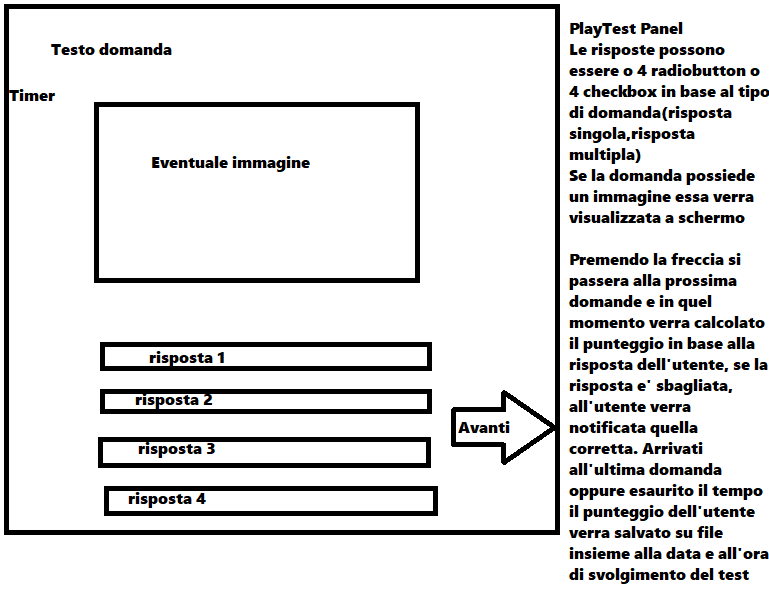 Testo domanda
Timer
Eventuale immagine
risposta 1
risposta 2
risposta 3
risposta 4
Avanti
PlayTest Panel
Le risposte possono
essere o 4 radiobutton o
4 checkbox in base al tipo
di domanda(risposta
singola,risposta
multipla)
Se la domanda possiede
un immagine essa verra
visualizzata a schermo
Premendo la freccia si
passera alla prossima
domande e in quel
momento verra calcolato
il punteggio in base alla
risposta dell'utente, se la
risposta e' sbagliata,
all'utente verra
notificata quella
corretta. Arrivati
all'ultima domanda
oppure esaurito il tempo
il punteggio dell'utente
verra salvato su file
insieme alla data e all'ora
di svolgimento del test